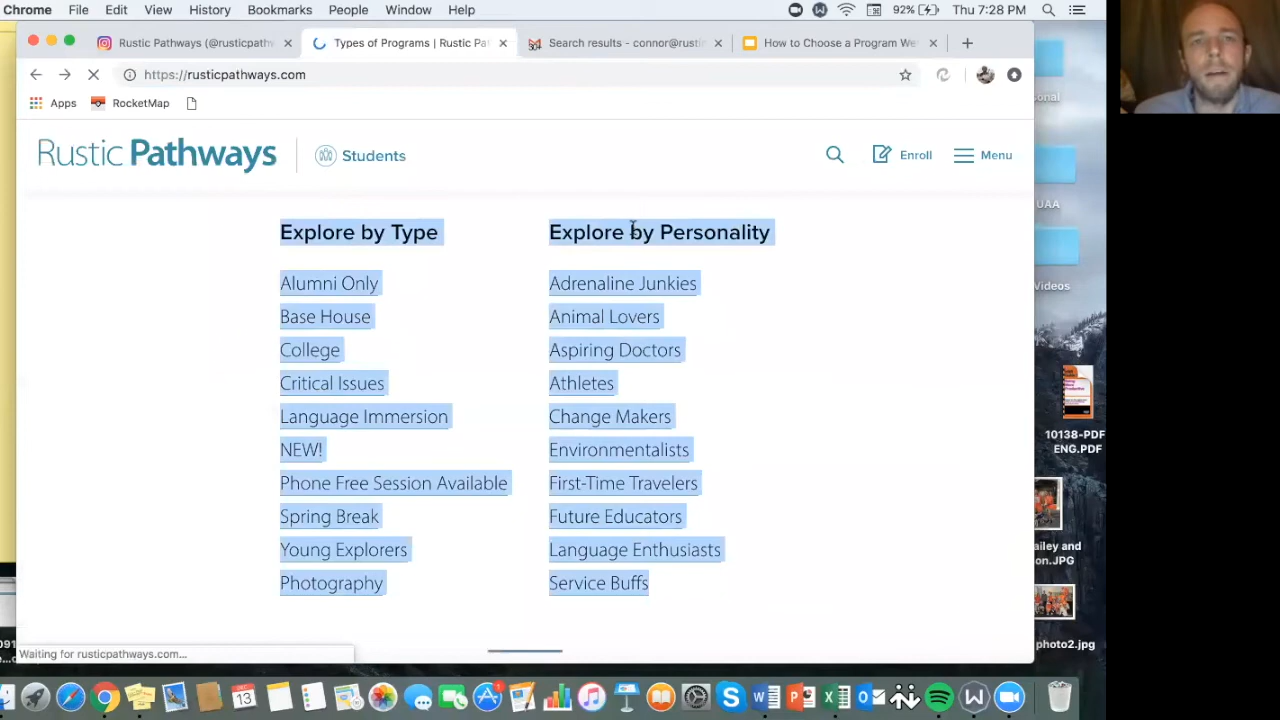 Chrome File Edit View History Bookmarks People Window Help 92% Thu 7:28 PM
Rustic Pathways (@rusticpath Types of Programs | Rustic Pa Search results - connor@rusti How to Choose a Program We
https://rusticpathways.com
Apps RocketMap
Rustic Pathways Students Enroll Menu
Explore by Type
Alumni Only
Base House
College
Critical Issues
Language Immersion
NEW!
Phone Free Session Available
Spring Break
Young Explorers
Photography
Explore by Personality
Adrenaline Junkies
Animal Lovers
Aspiring Doctors
Athletes
Change Makers
Environmentalists
First-Time Travelers
Future Educators
Language Enthusiasts
Service Buffs
Waiting for rusticpathways.com...
UAA
Videos
10138-PDF
ENG.PDF
ailey and
on.JPG
photo2.jpg